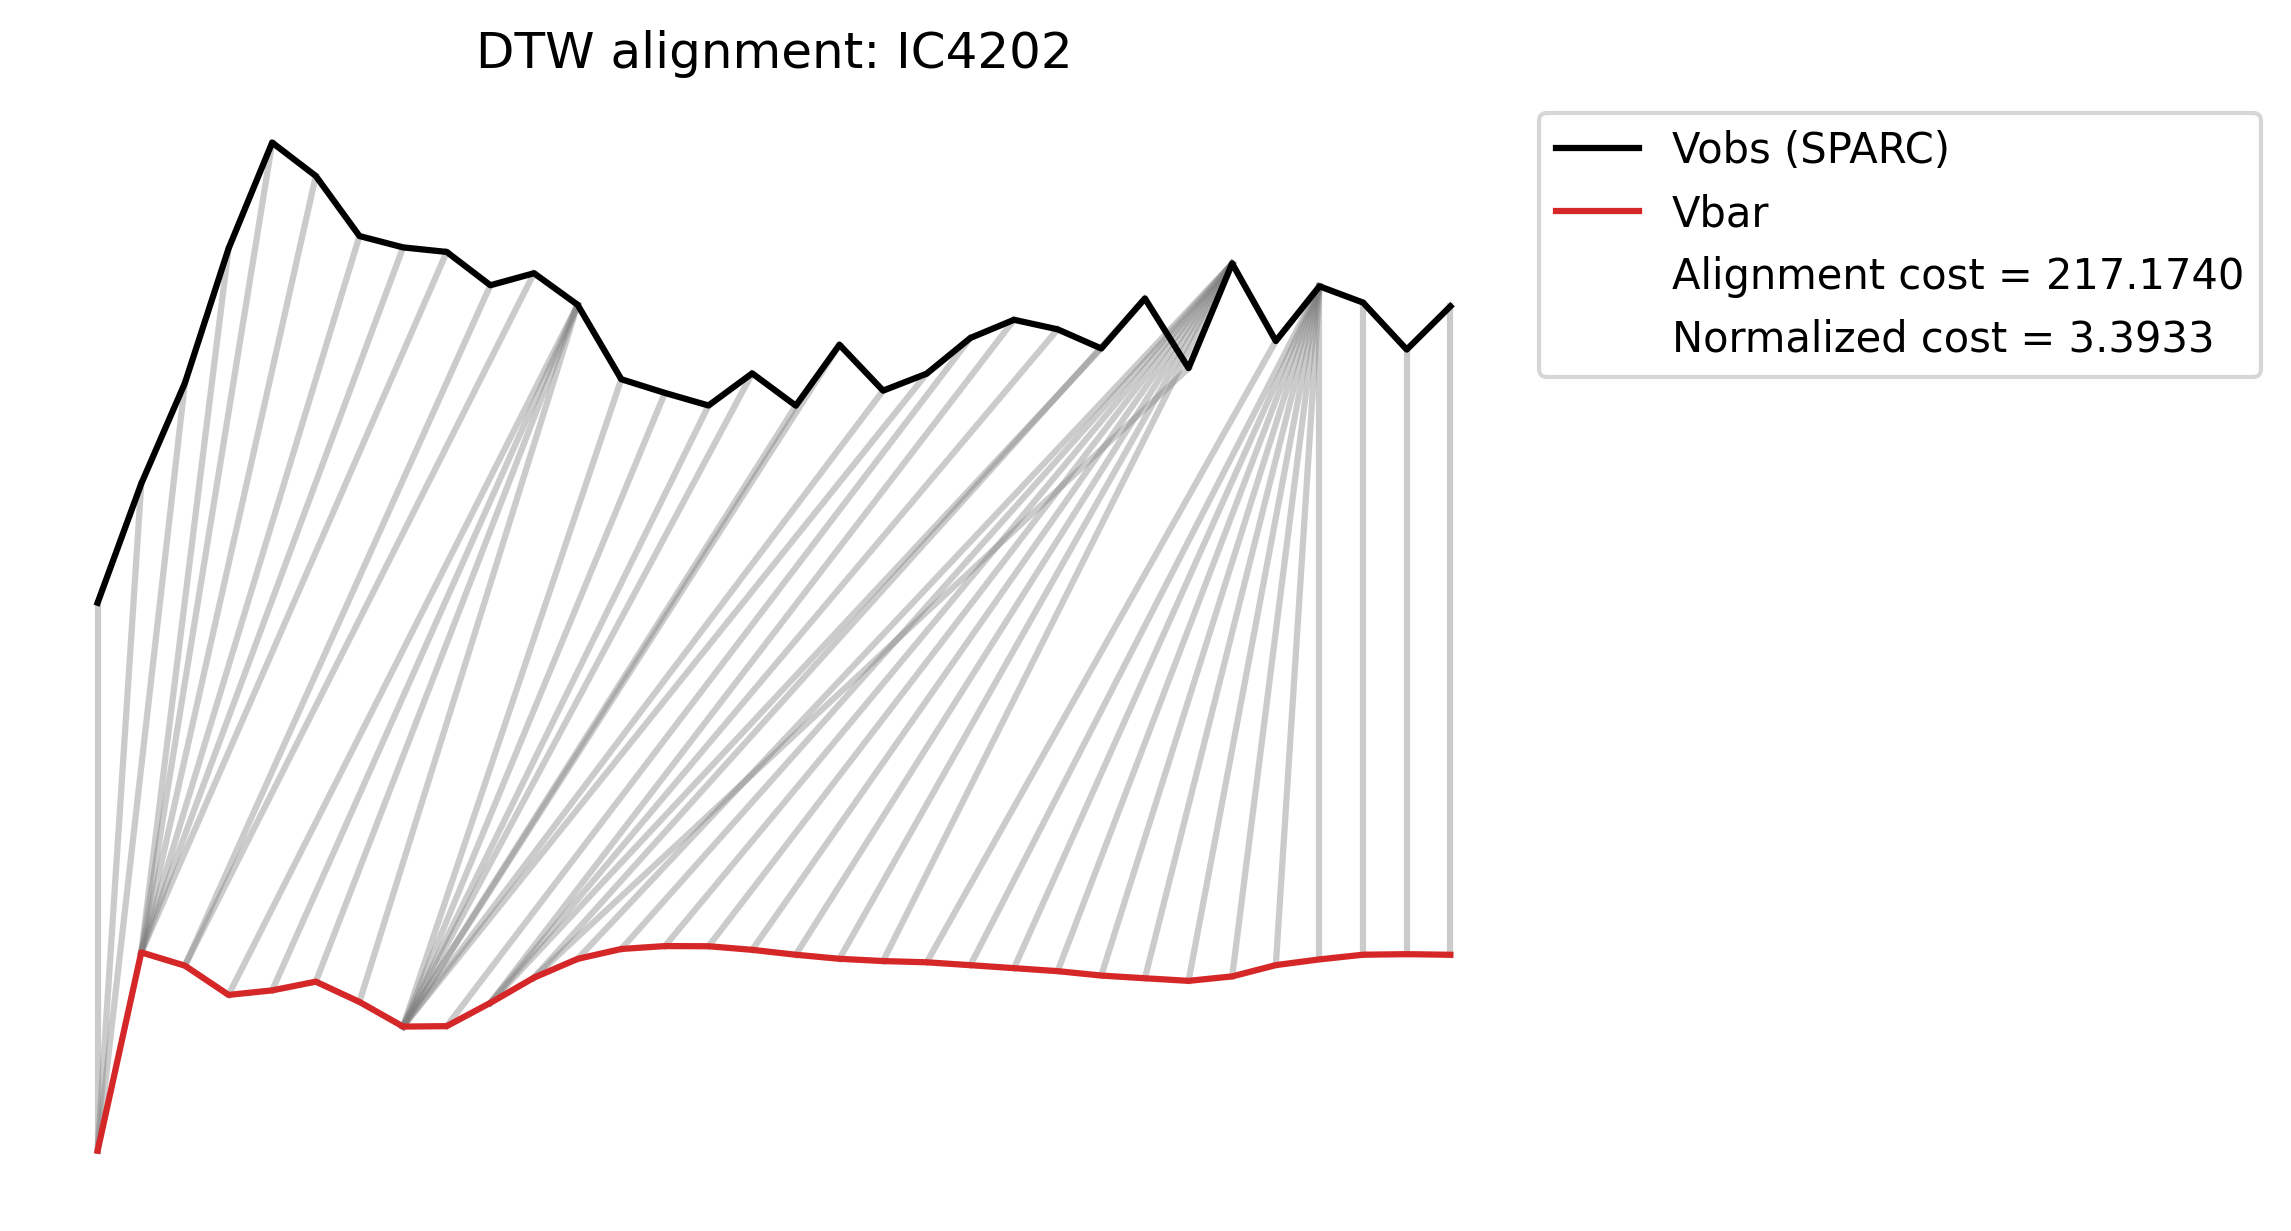 DTW alignment: IC4202
Vobs (SPARC)
Vbar
Alignment cost = 217.1740
Normalized cost = 3.3933